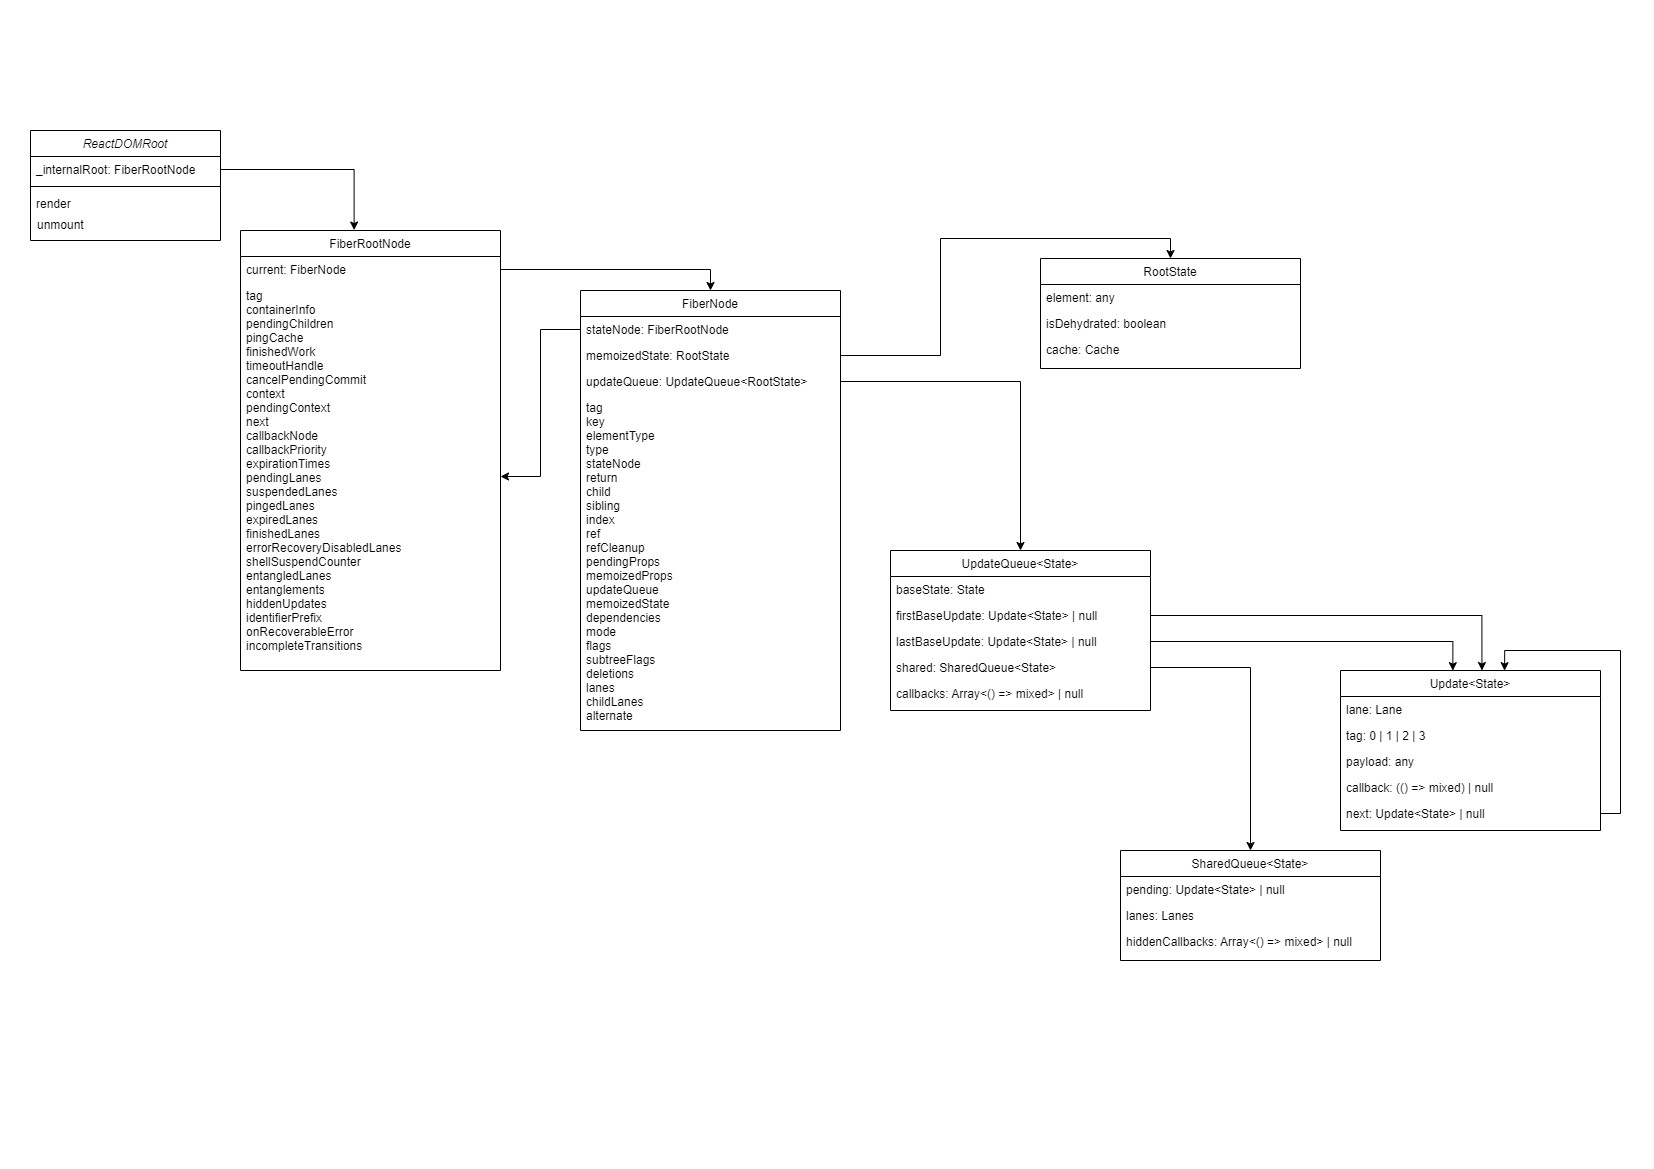 ReactDOMRoot
_internalRoot: FiberRootNode
render
unmount
FiberRootNode
current: FiberNode
tag
containerInfo
pendingChildren
pingCache
finishedWork
timeoutHandle
cancelPendingCommit
context
pendingContext
next
callbackNode
callbackPriority
expirationTimes
pendingLanes
suspendedLanes
pingedLanes
expiredLanes
finishedLanes
errorRecoveryDisabledLanes
shellSuspendCounter
entangledLanes
entanglements
hiddenUpdates
identifierPrefix
onRecoverableError
incompleteTransitions
FiberNode
stateNode: FiberRootNode
memoizedState: RootState
updateQueue: UpdateQueue<RootState>
tag
key
elementType
type
stateNode
return
child
sibling
index
ref
refCleanup
pendingProps
memoizedProps
updateQueue
memoizedState
dependencies
mode
flags
subtreeFlags
deletions
lanes
childLanes
alternate
RootState
element: any
isDehydrated: boolean
cache: Cache
UpdateQueue<State>
baseState: State
firstBaseUpdate: Update<State> | null
lastBaseUpdate: Update<State> | null
shared: SharedQueue<State>
callbacks: Array<() => mixed> | null
Update<State>
lane: Lane
tag: 0 | 1 | 2 | 3
payload: any
callback: (() => mixed) | null
next: Update<State> | null
SharedQueue<State>
pending: Update<State> | null
lanes: Lanes
hiddenCallbacks: Array<() => mixed> | null